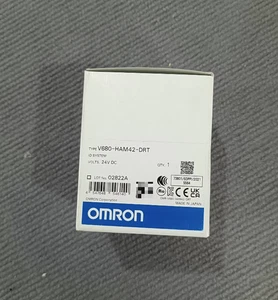 TYPE V680-HAM42-DRT
ID SYSTEM
VOLTS 24V DC
QTY. 1
LOT No. 02822A
OMRON Corporation
MADE IN JAPAN
OMRON